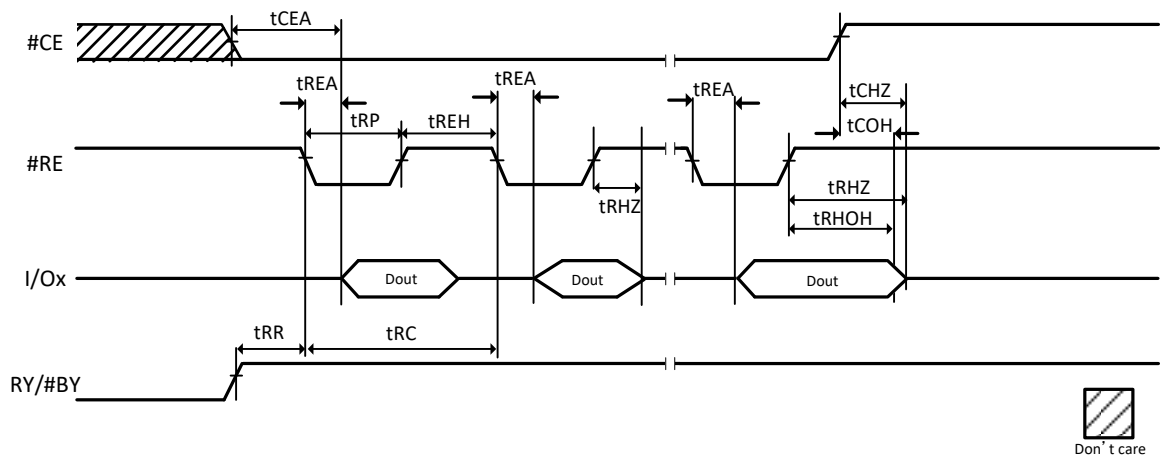 tCEA
#CE
tREA
tREA
tREA
tCHZ
tRP
tREH
tCOH
#RE
tRHZ
tRHZ
tRHOH
I/Ox
Dout
Dout
Dout
tRR
tRC
RY/#BY
Don’t care